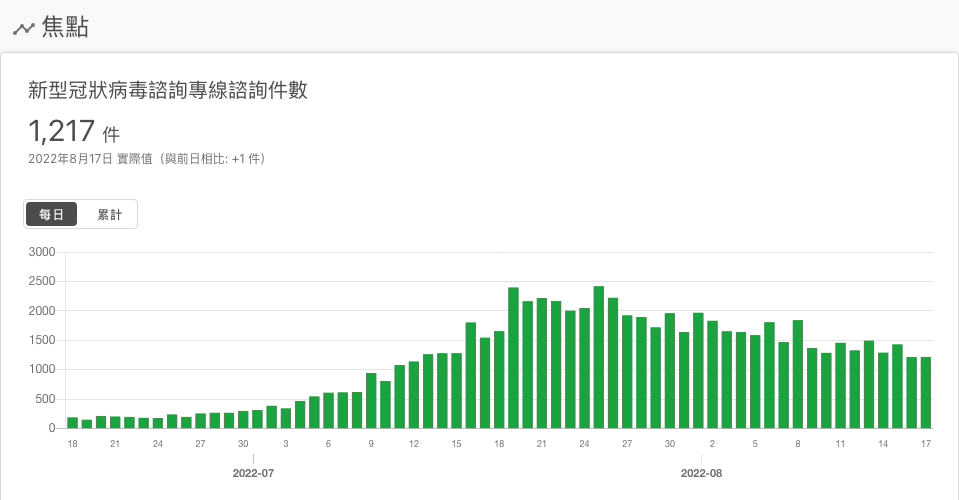 焦點
新型冠狀病毒諮詢專線諮詢件數
1,217 件
2022年8月17日 實際值（與前日相比: +1 件）
每日 累計
3000
2500
2000
1500
1000
500
0
18 21 24 27 30 3 6 9 12 15 18 21 24 27 30 2 5 8 11 14 17
2022-07 2022-08